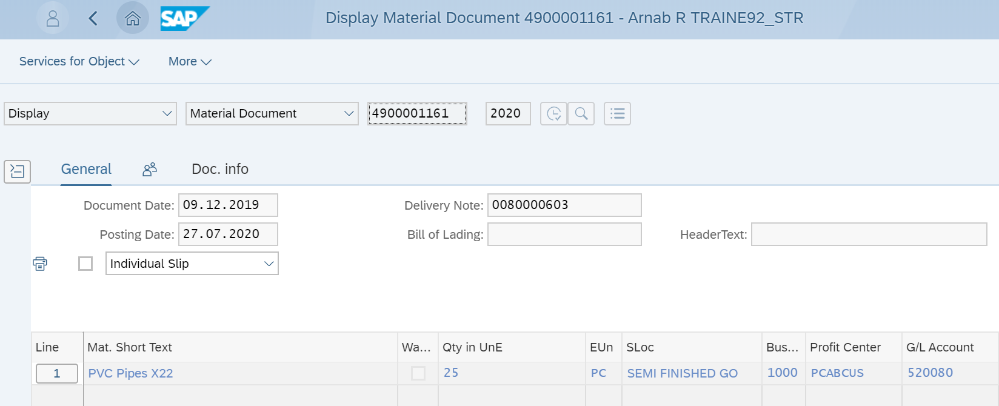 SAP Display Material Document 4900001161 - Arnab R TRAINE92_STR
Services for Object More
Display Material Document 4900001161 2020
General Doc. info
Document Date: 09.12.2019 Delivery Note: 0080000603
Posting Date: 27.07.2020 Bill of Lading: HeaderText:
Individual Slip
Line Mat. Short Text Wa... Qty in UnE EUn SLoc Bus... Profit Center G/L Account
1 PVC Pipes X22 25 PC SEMI FINISHED GO 1000 PCABCUS 520080